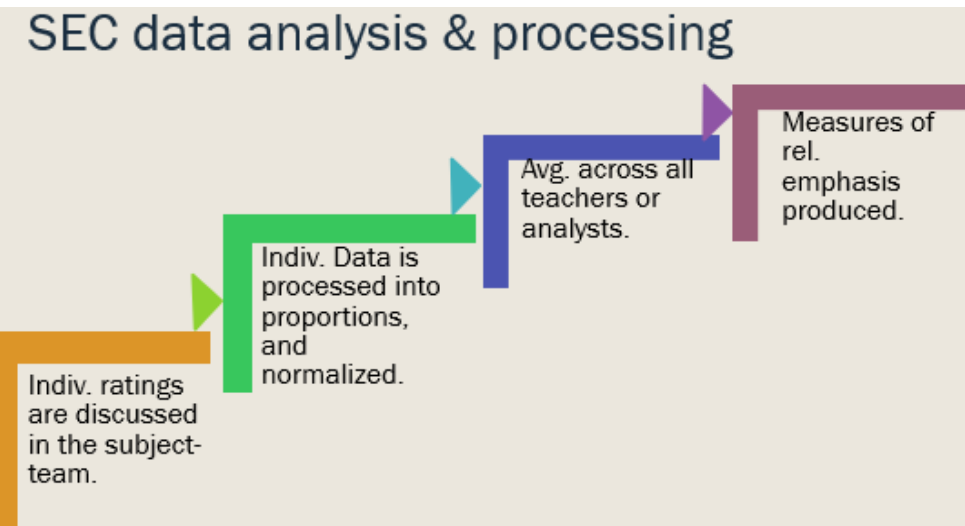 SEC data analysis & processing
Indiv. ratings
are discussed
in the subject-
team.
Indiv. Data is
processed into
proportions,
and
normalized.
Avg. across all
teachers or
analysts.
Measures of
rel.
emphasis
produced.